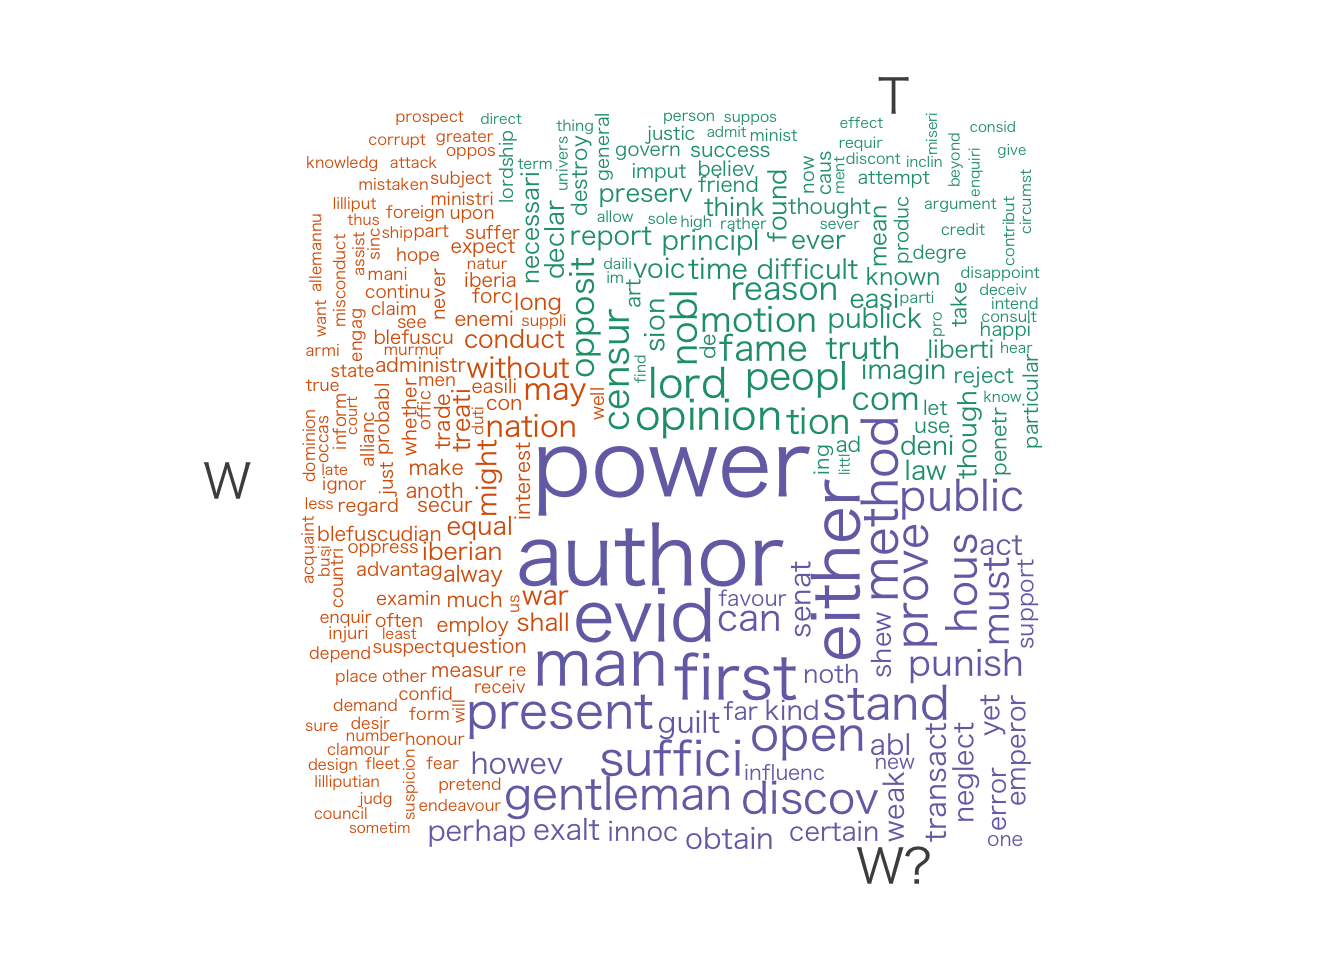 T
prospect direct person suppos
thing general effect miseri consid
corrupt greater lordship justic admit minist
oppos govern success requir beyond give
knowledg attack term univers destroy imput believ now caus ment discont inclin enquiri
mistaken subject friend attempt
lilliput ministri necessari declar preserv think found thought mean produc argument contribut circumst
thus foreign upon allow sole high rather sever credit
allemannu misconduct assist sinc ship part suffer report principl ever degre
hope expect opposit
mani natur daili voic time difficult known disappoint
want continu never iberia im art reason easi parti take deceiv
claim forc long censur sion nobl intend
engag see enemi suppli motion publick pro consult
blefuscu conduct de happi
armi murmur fame truth liberti hear
state administr without find lord peopl imagin reject particular
true men easili may well com know
dominion occas inform court allianc probabl whether offic trade treati duti con nation opinion tion let though penetr
use
late just make might interest power ing littl ad method deni law
ignor anoth
less regard secur either public
W
acquaint busi countri blefuscudian equal author prove hous must act support
oppress iberian
advantag alway senat
examin much us war evid favour
enquir often employ shall can shew
injuri least
depend suspect question man first noth punish
place other measur re
confid receiv present stand yet emperor
demand form will guilt far kind
sure desir number honour open abl transact neglect
clamour suffici
design fleet suspicion fear howev influenc new weak error
lilliputian pretend gentleman discov
judg endeavour
council
sometim perhap exalt innoc obtain certain one
W?